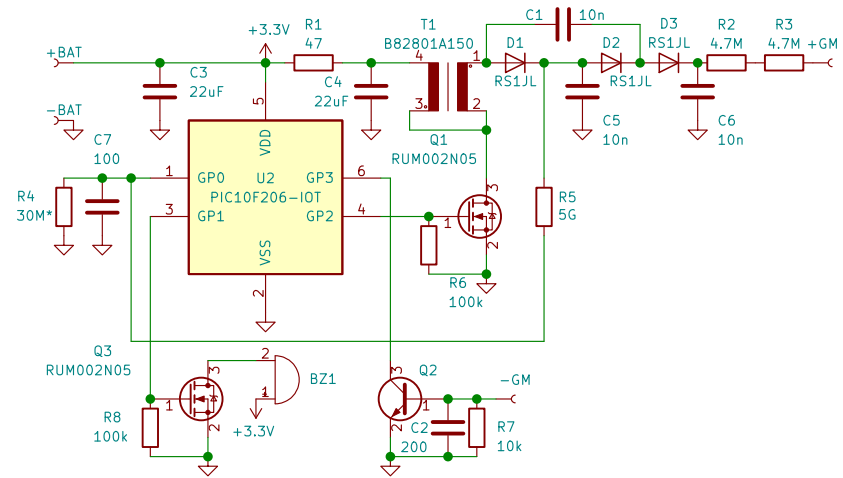 C1 10n
+3.3V R1 T1 D3 R2 R3
47 B82801A150 D1 D2 RS1JL 4.7M 4.7M +GM
+BAT
4 1
C3 C4 RS1JL RS1JL
22uF 22uF
5 3 2
-BAT
C7 VDD Q1 C5 C6
100 RUM002N05 10n 10n
1 GP0 U2 GP3 6
R4 PIC10F206-IOT 3 R5
30M* 5G
3 GP1 GP2 4 1
VSS 2
2 R6
100k
Q3 2 3 Q2
RUM002N05 3 BZ1 -GM
1 1 1
R8 2 +3.3V 2 C2 R7
100k 200 10k